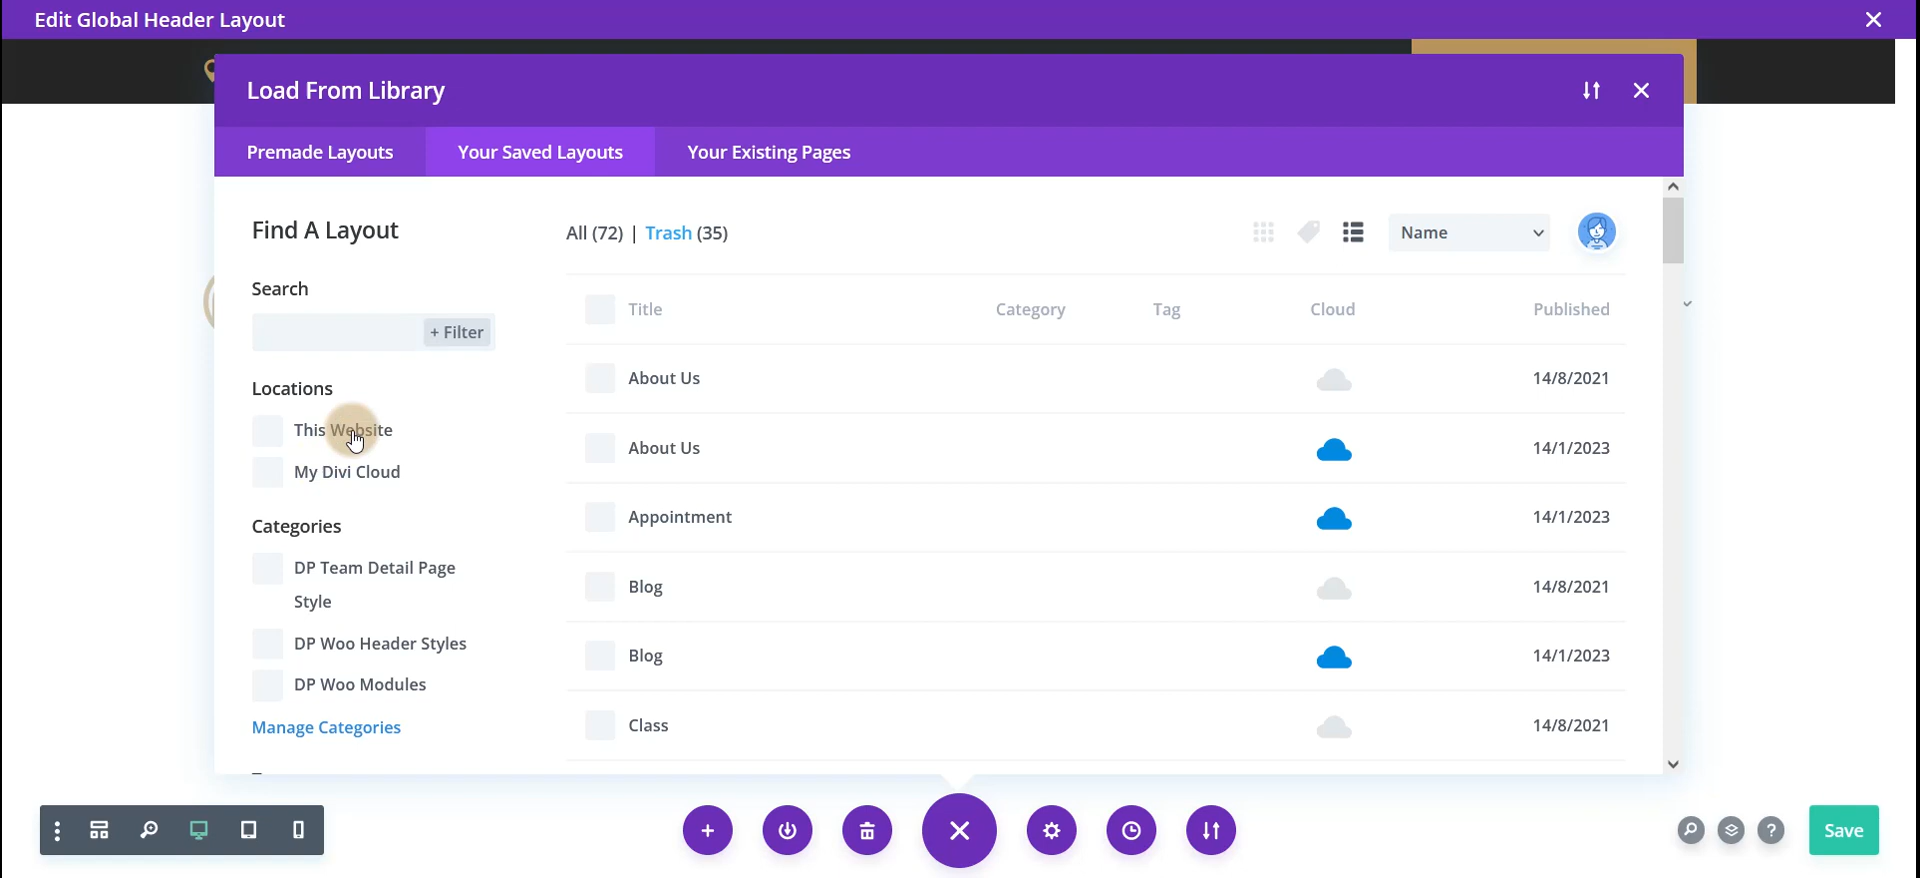 Edit Global Header Layout
Load From Library
Premade Layouts
Your Saved Layouts
Your Existing Pages
Find A Layout
All (72) | Trash (35)
Name
Search
+ Filter
Locations
This Website
My Divi Cloud
Categories
DP Team Detail Page
Style
DP Woo Header Styles
DP Woo Modules
Manage Categories
Title Category Tag Cloud Published
About Us 14/8/2021
About Us 14/1/2023
Appointment 14/1/2023
Blog 14/8/2021
Blog 14/1/2023
Class 14/8/2021
Save